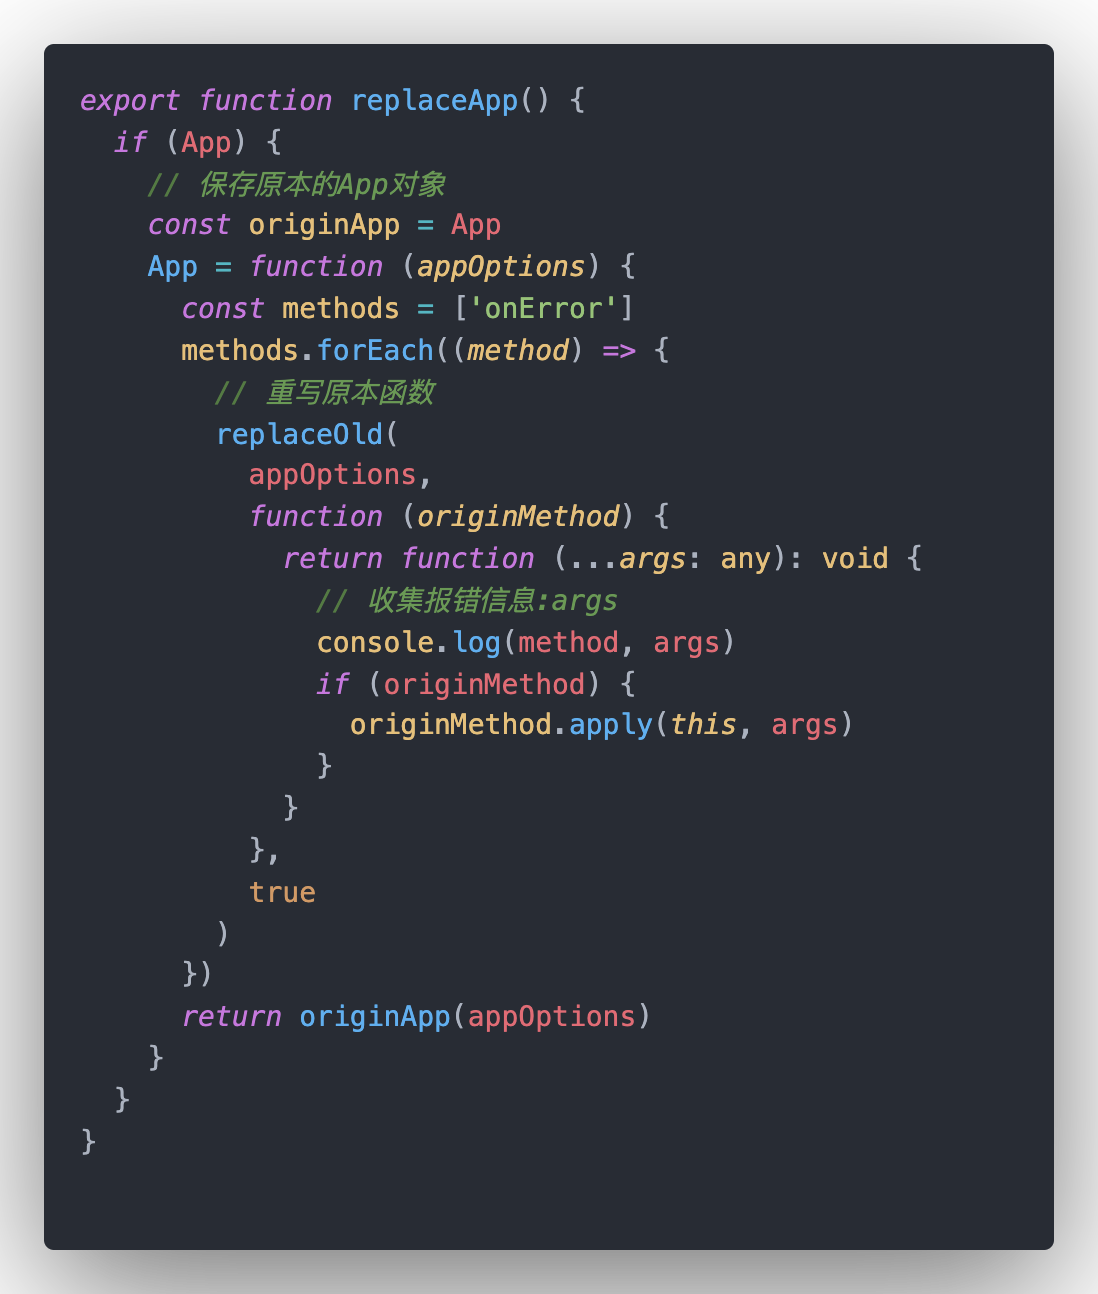 export function replaceApp() {
  if (App) {
    // 保存原本的App对象
    const originApp = App
    App = function (appOptions) {
      const methods = ['onError']
      methods.forEach((method) => {
        // 重写原本函数
        replaceOld(
          appOptions,
          function (originMethod) {
            return function (...args: any): void {
              // 收集报错信息:args
              console.log(method, args)
              if (originMethod) {
                originMethod.apply(this, args)
              }
            }
          },
          true
        )
      })
      return originApp(appOptions)
    }
  }
}